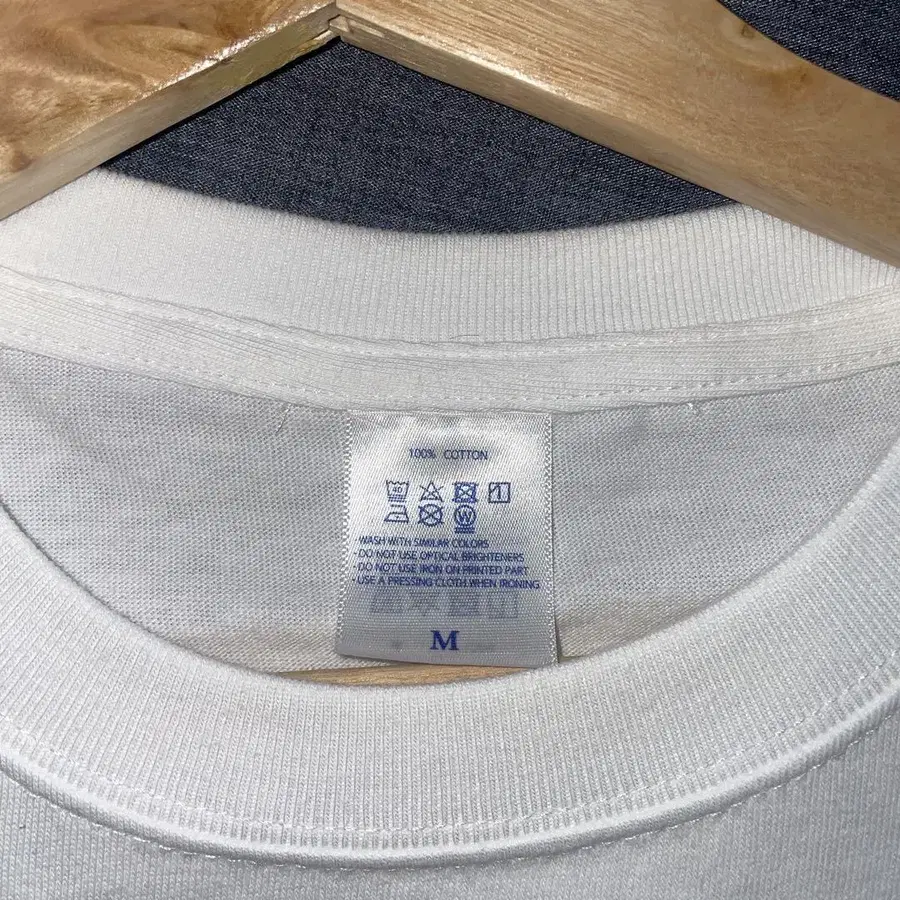 100% COTTON
40
W
WASH WITH SIMILAR COLORS
- DO NOT USE OPTICAL BRIGHTENERS
DO NOT USE IRON ON PRINTED PART
- USE A PRESSING CLOTH WHEN IRONING
M